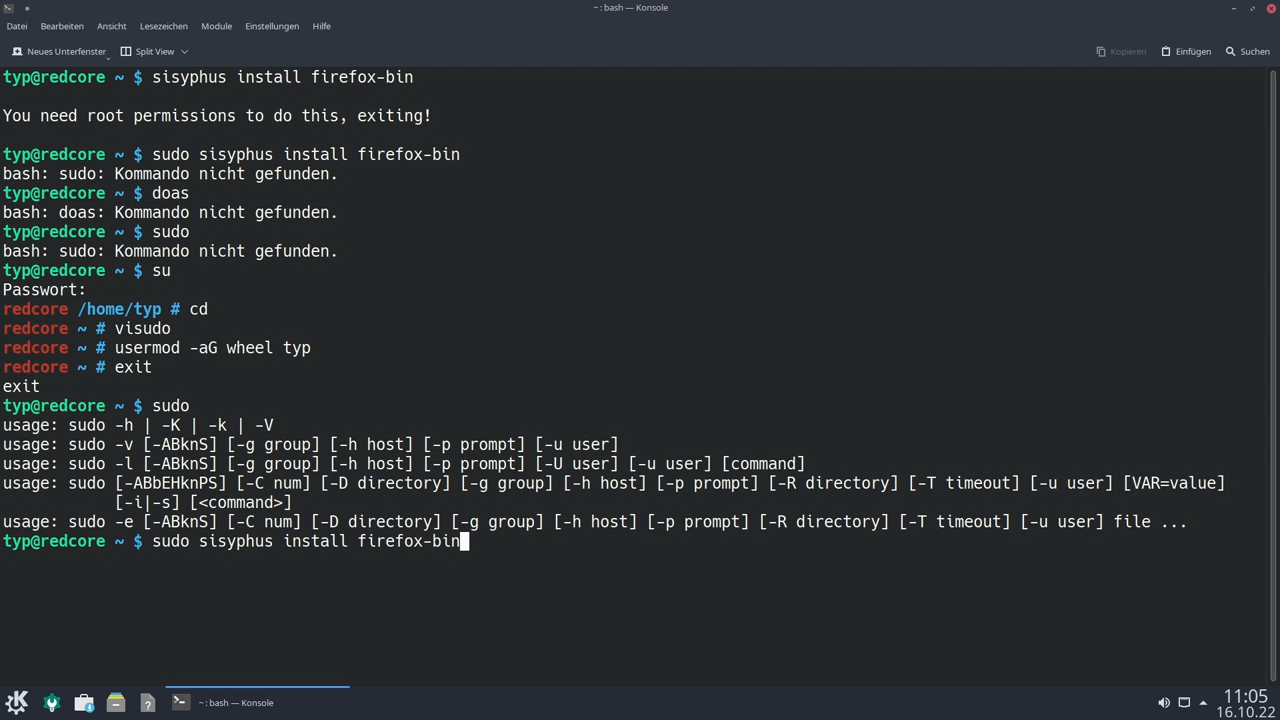 ~ : bash — Konsole
Datei Bearbeiten Ansicht Lesezeichen Module Einstellungen Hilfe
Neues Unterfenster Split View Kopieren Einfügen Suchen
typ@redcore ~ $ sisyphus install firefox-bin
You need root permissions to do this, exiting!
typ@redcore ~ $ sudo sisyphus install firefox-bin
bash: sudo: Kommando nicht gefunden.
typ@redcore ~ $ doas
bash: doas: Kommando nicht gefunden.
typ@redcore ~ $ sudo
bash: sudo: Kommando nicht gefunden.
typ@redcore ~ $ su
Passwort:
redcore /home/typ # cd
redcore ~ # visudo
redcore ~ # usermod -aG wheel typ
redcore ~ # exit
exit
typ@redcore ~ $ sudo
usage: sudo -h | -K | -k | -V
usage: sudo -v [-ABknS] [-g group] [-h host] [-p prompt] [-u user]
usage: sudo -l [-ABknS] [-g group] [-h host] [-p prompt] [-U user] [-u user] [command]
usage: sudo [-ABbEHknPS] [-C num] [-D directory] [-g group] [-h host] [-p prompt] [-R directory] [-T timeout] [-u user] [VAR=value]
[-i|-s] [<command>]
usage: sudo -e [-ABknS] [-C num] [-D directory] [-g group] [-h host] [-p prompt] [-R directory] [-T timeout] [-u user] file ...
typ@redcore ~ $ sudo sisyphus install firefox-bin
~ : bash — Konsole
11:05
16.10.22